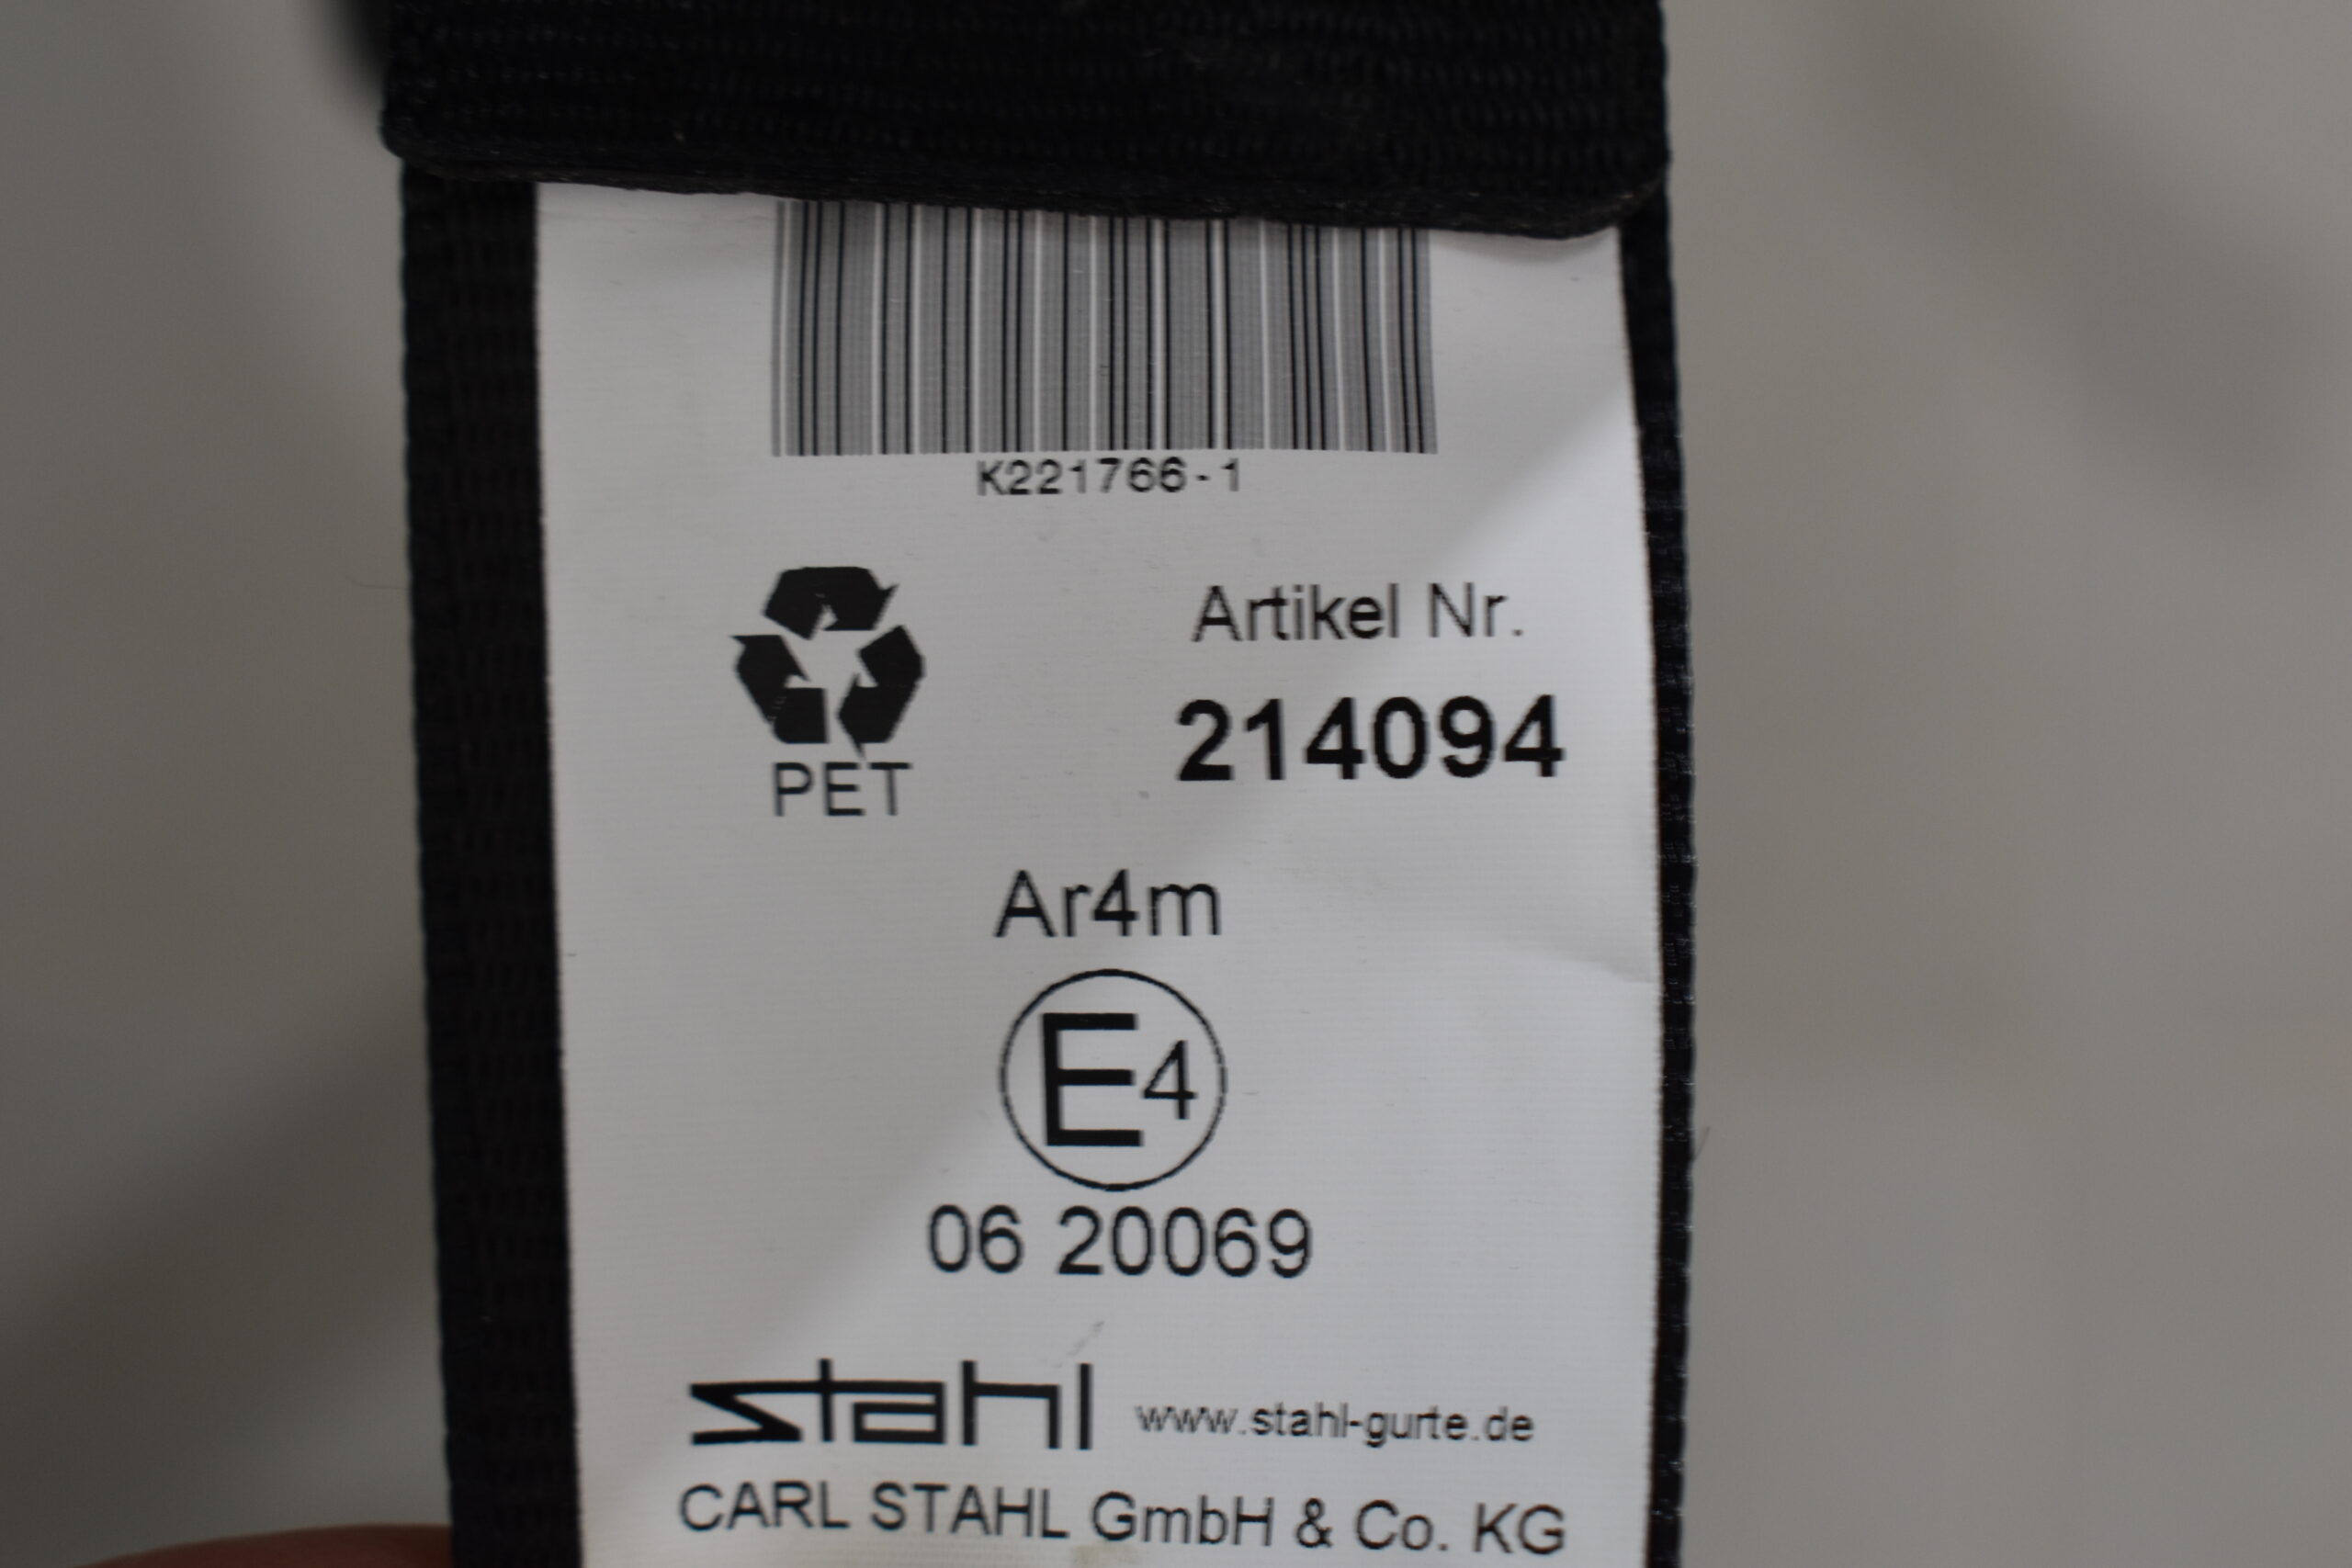 K221766-1
Artikel Nr.
214094
PET
Ar4m
E4
06 20069
stahl www.stahl-gurte.de
CARL STAHL GmbH & Co. KG